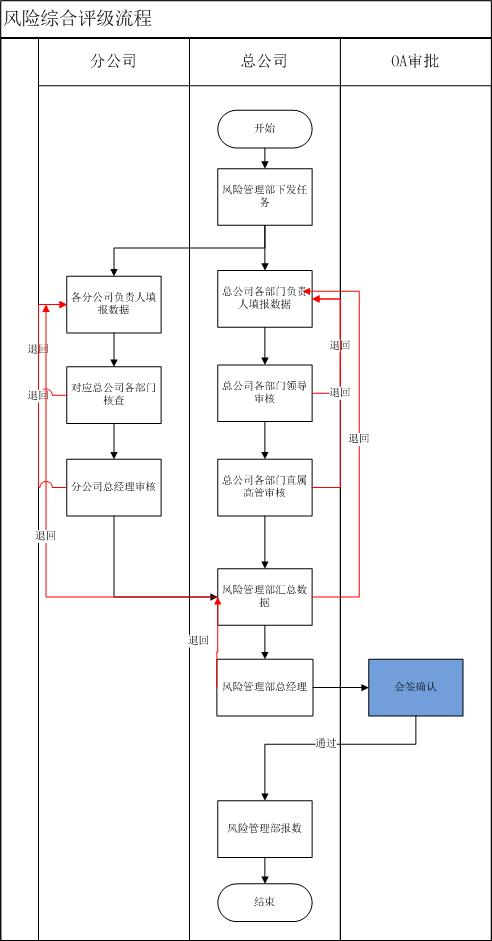 风险综合评级流程
分公司
总公司
OA审批
开始
风险管理部下发任
务
各分公司负责人填
报数据
总公司各部门负责
人填报数据
退回
退回
对应总公司各部门
核查
总公司各部门领导
审核
退回
退回
退回
分公司总经理审核
总公司各部门直属
高管审核
退回
风险管理部汇总数
据
退回
风险管理部总经理
会签确认
通过
风险管理部报数
结束